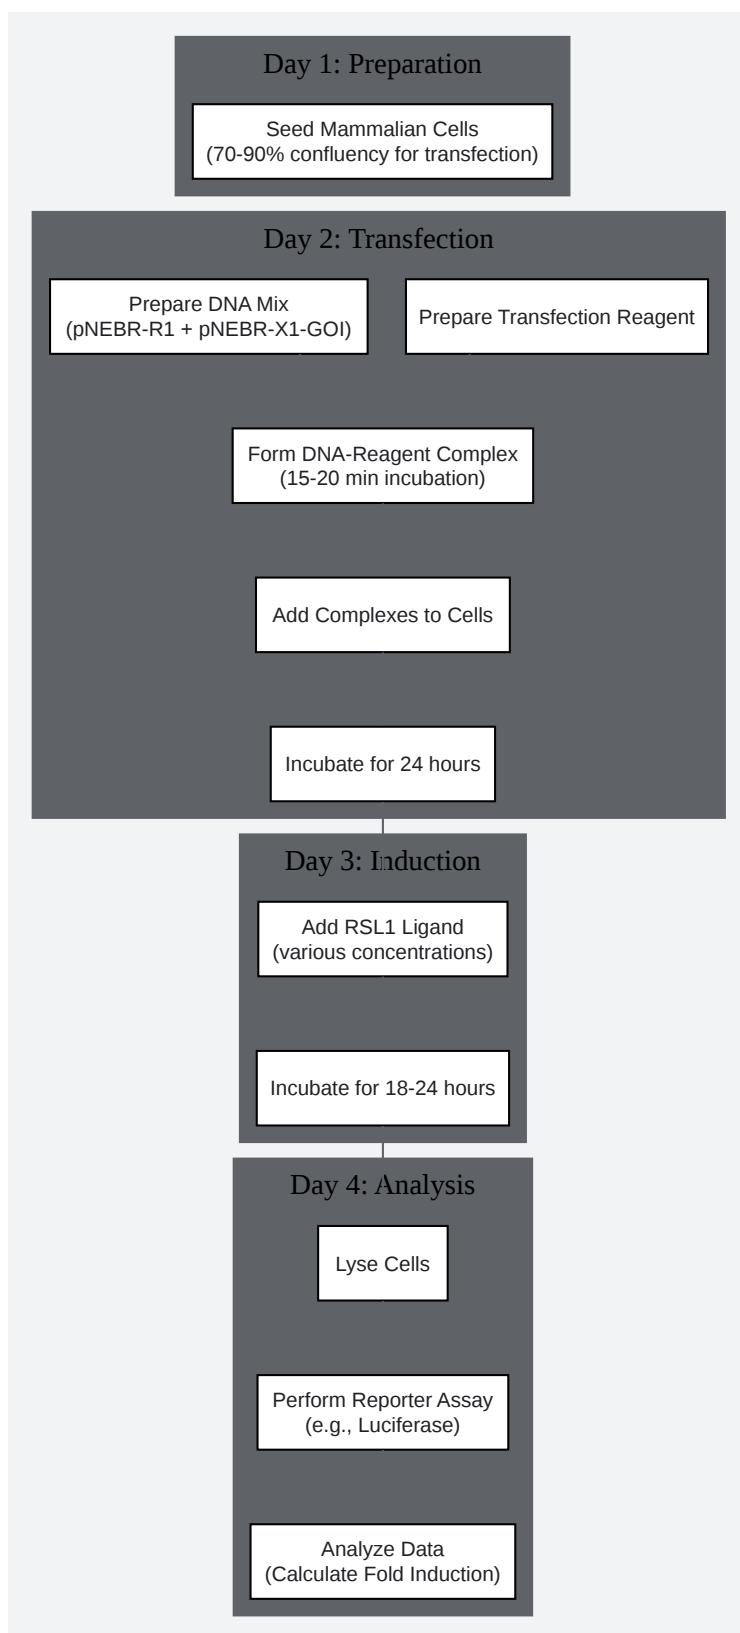 Day 1: Preparation
Seed Mammalian Cells
(70-90% confluency for transfection)
Day 2: Transfection
Prepare DNA Mix
(pNEBR-R1 + pNEBR-X1-GOI)
Prepare Transfection Reagent
Form DNA-Reagent Complex
(15-20 min incubation)
Add Complexes to Cells
Incubate for 24 hours
Day 3: Induction
Add RSL1 Ligand
(various concentrations)
Incubate for 18-24 hours
Day 4: Analysis
Lyse Cells
Perform Reporter Assay
(e.g., Luciferase)
Analyze Data
(Calculate Fold Induction)